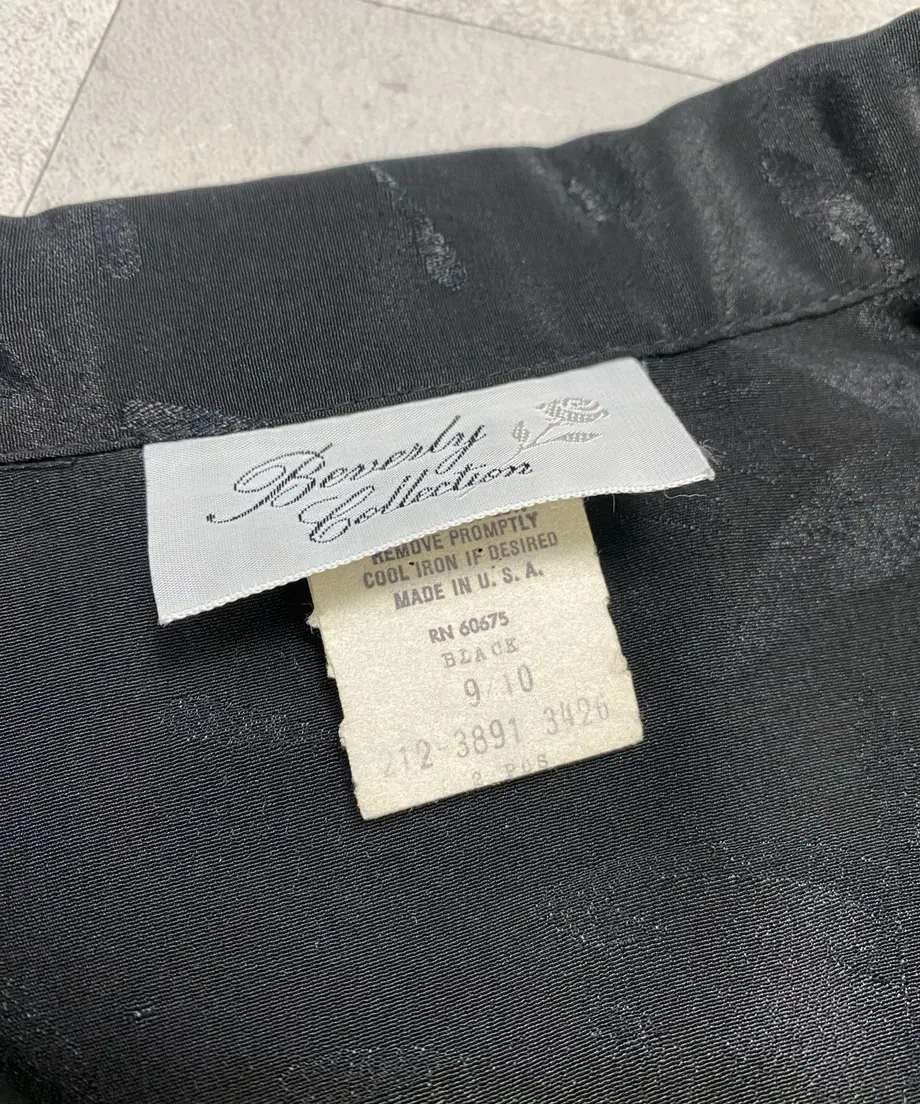 Beverly
Collection
REMOVE PROMPTLY
COOL IRON IF DESIRED
MADE IN U. S. A.
RN 60675
BLACK
9/10
212 3891 3426